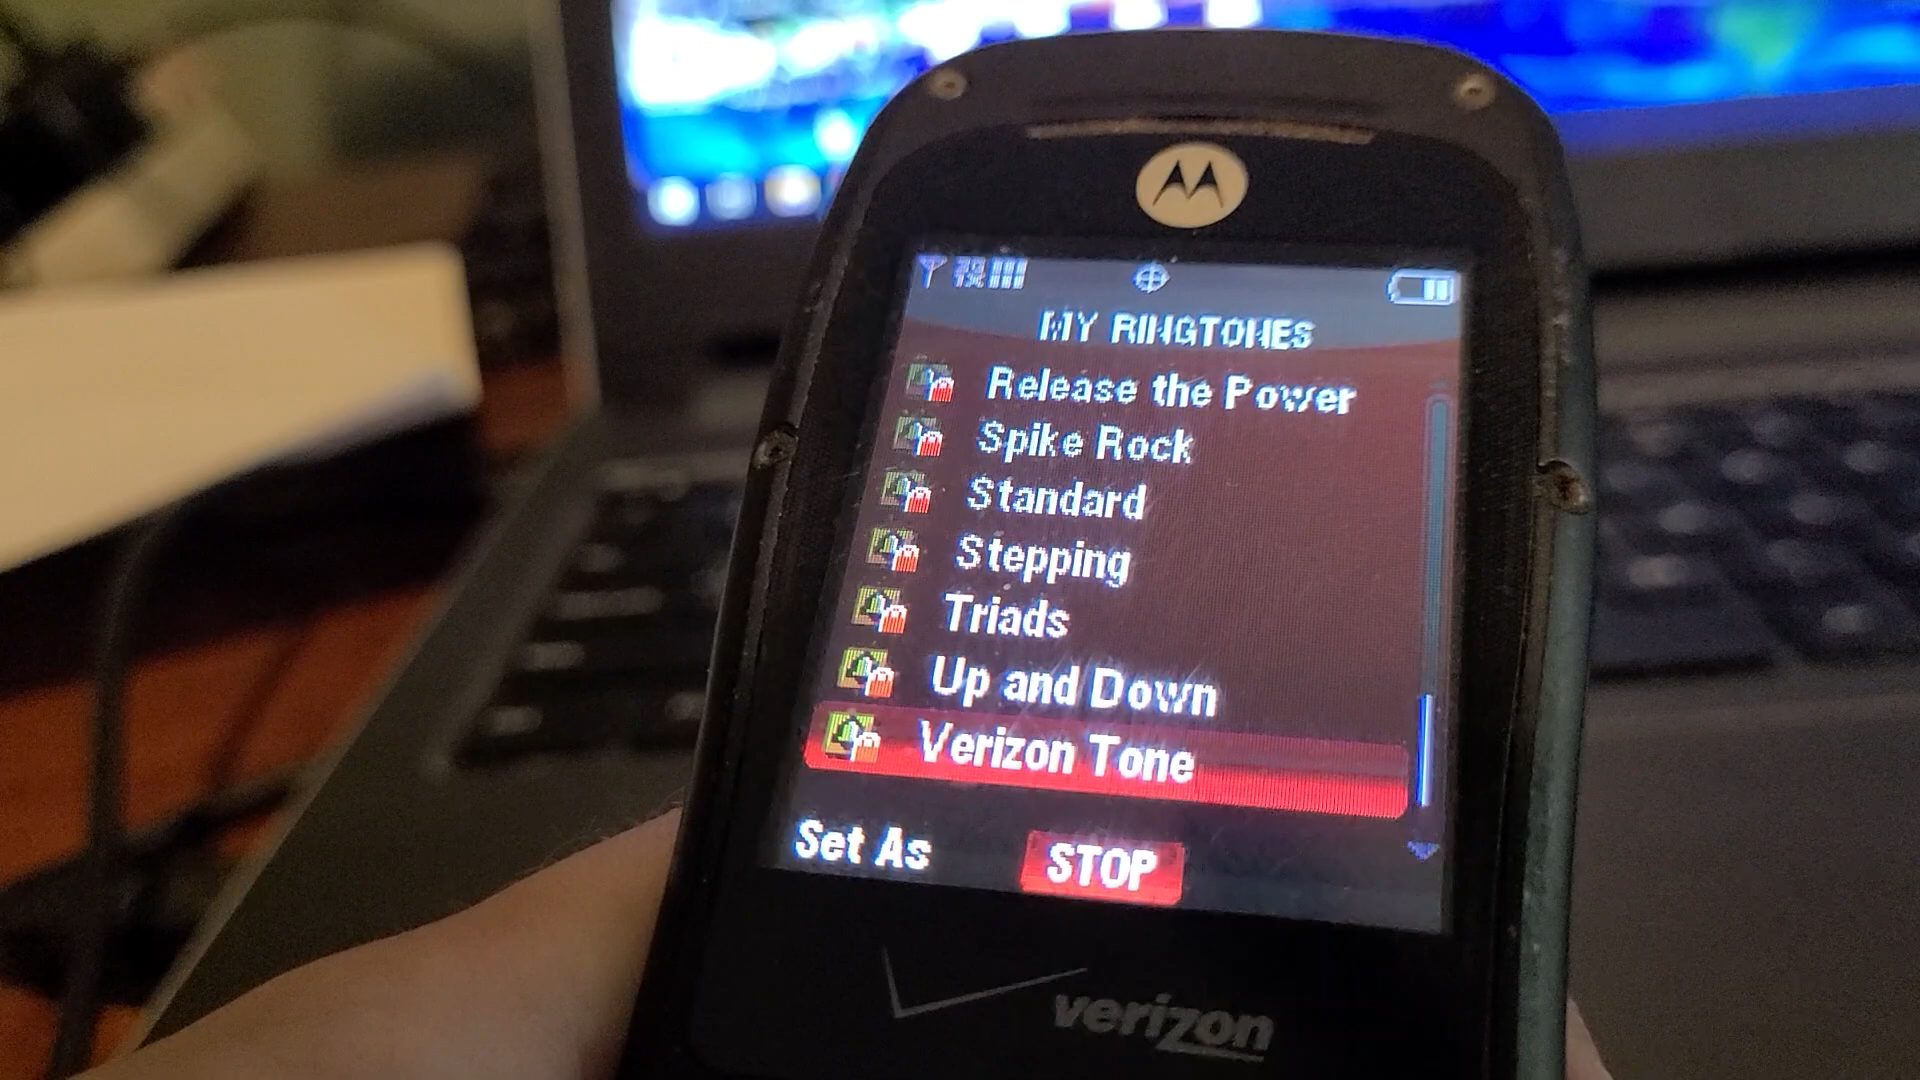 MY RINGTONES
Release the Power
Spike Rock
Standard
Stepping
Triads
Up and Down
Verizon Tone
Set As STOP
verizon